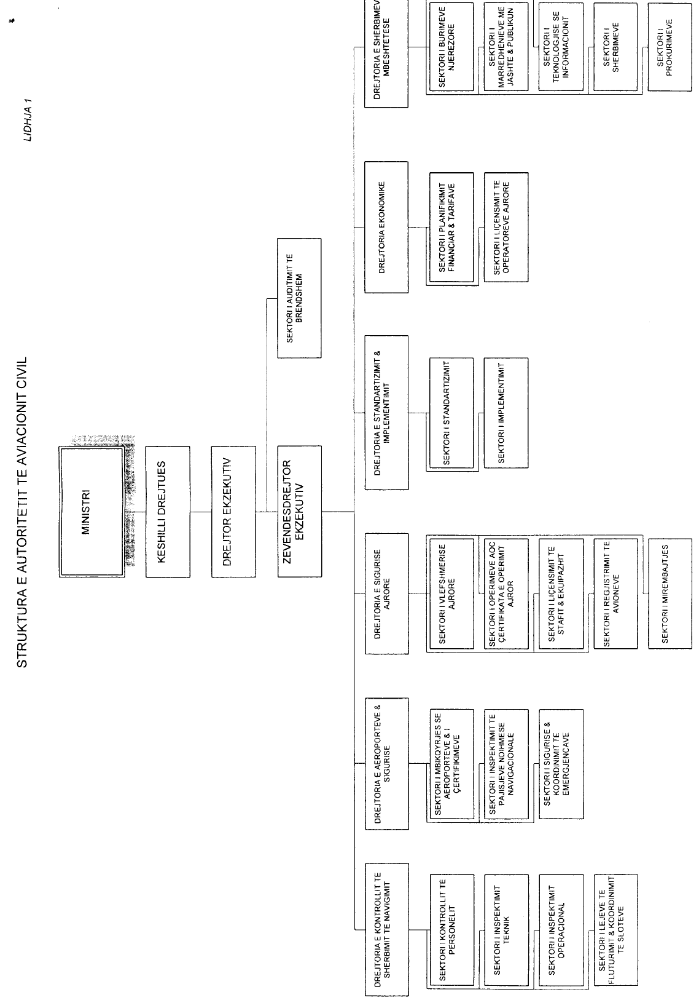 LIDHJA 1
STRUKTURA E AUTORITETIT TE AVIACIONIT CIVIL
MINISTRI
KESHILLI DREJTUES
DREJTOR EKZEKUTIV
SEKTORI I AUDITIMIT TE
BRENDSHEM
ZEVENDESDREJTOR
EKZEKUTIV
DREJTORIA E KONTROLLIT TE
SHERBIMIT TE NAVIGIMIT
SEKTORI I KONTROLLIT TE
PERSONELIT
SEKTORI I INSPEKTIMIT
TEKNIK
SEKTORI I INSPEKTIMIT
OPERACIONAL
SEKTORI I LEJEVE TE
FLUTURIMIT & KOORDINIMIT
TE SLOTEVE
DREJTORIA E AEROPORTEVE &
SIGURISE
SEKTORI I MBIKQYRJES SE
AEROPORTEVE & I
ÇERTIFIKIMEVE
SEKTORI I INSPEKTIMIT TE
PAJISJEVE NDIHMESE
NAVIGACIONALE
SEKTORI I SIGURISE &
KOORDINIMIT TE
EMERGJENCAVE
DREJTORIA E SIGURISE
AJRORE
SEKTORI I VLEFSHMERISE
AJRORE
SEKTORI I OPERIMEVE AOC
ÇERTIFIKATA E OPERIMIT
AJROR
SEKTORI I LIÇENSIMIT TE
STAFIT & EKUIPAZHIT
SEKTORI I REGJISTRIMIT TE
AVIONEVE
SEKTORI I MIREMBAJTJES
DREJTORIA E STANDARTIZIMIT &
IMPLEMENTIMIT
SEKTORI I STANDARTIZIMIT
SEKTORI I IMPLEMENTIMIT
DREJTORIA EKONOMIKE
SEKTORI I PLANIFIKIMIT
FINANCIAR & TARIFAVE
SEKTORI I LIÇENSIMIT TE
OPERATOREVE AJRORE
DREJTORIA E SHERBIMEV
MBESHTETESE
SEKTORI I BURIMEVE
NJEREZORE
SEKTORI I
MARREDHENIEVE ME
JASHTE & PUBLIKUN
SEKTORI I
TEKNOLOGJISE SE
INFORMACIONIT
SEKTORI I
SHERBIMEVE
SEKTORI I
PROKURIMEVE